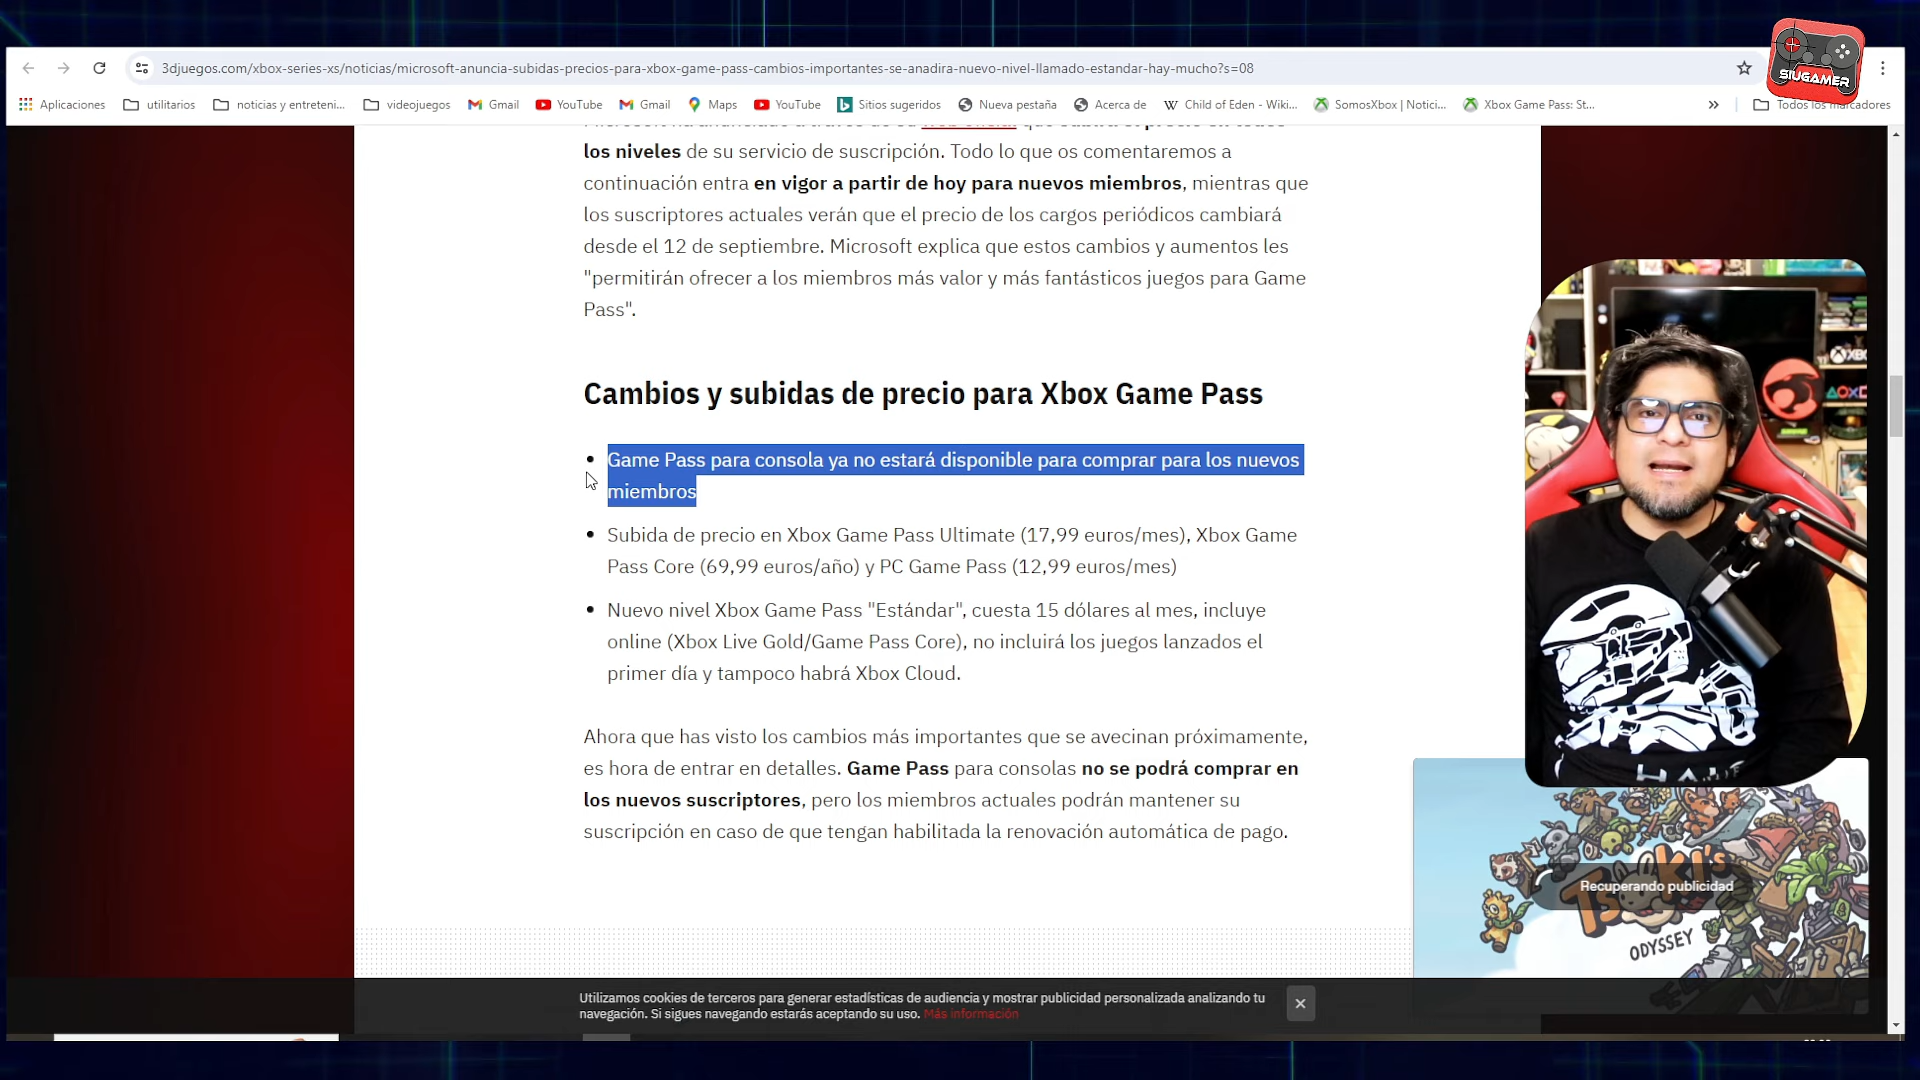 SIUGAMER
3djuegos.com/xbox-series-xs/noticias/microsoft-anuncia-subidas-precios-para-xbox-game-pass-cambios-importantes-se-anadira-nuevo-nivel-llamado-estandar-hay-mucho?s=08
Aplicaciones utilitarios noticias y entreteni... videojuegos Gmail YouTube Gmail Maps YouTube Sitios sugeridos Nueva pestaña Acerca de Child of Eden - Wiki... SomosXbox | Notici... Xbox Game Pass: St... » Todos los marcadores
los niveles de su servicio de suscripción. Todo lo que os comentaremos a
continuación entra en vigor a partir de hoy para nuevos miembros, mientras que
los suscriptores actuales verán que el precio de los cargos periódicos cambiará
desde el 12 de septiembre. Microsoft explica que estos cambios y aumentos les
"permitirán ofrecer a los miembros más valor y más fantásticos juegos para Game
Pass".
Cambios y subidas de precio para Xbox Game Pass
• Game Pass para consola ya no estará disponible para comprar para los nuevos
miembros
• Subida de precio en Xbox Game Pass Ultimate (17,99 euros/mes), Xbox Game
Pass Core (69,99 euros/año) y PC Game Pass (12,99 euros/mes)
• Nuevo nivel Xbox Game Pass "Estándar", cuesta 15 dólares al mes, incluye
online (Xbox Live Gold/Game Pass Core), no incluirá los juegos lanzados el
primer día y tampoco habrá Xbox Cloud.
Ahora que has visto los cambios más importantes que se avecinan próximamente,
es hora de entrar en detalles. Game Pass para consolas no se podrá comprar en
los nuevos suscriptores, pero los miembros actuales podrán mantener su
suscripción en caso de que tengan habilitada la renovación automática de pago.
Recuperando publicidad
ODYSSEY
Utilizamos cookies de terceros para generar estadísticas de audiencia y mostrar publicidad personalizada analizando tu
navegación. Si sigues navegando estarás aceptando su uso. Más información